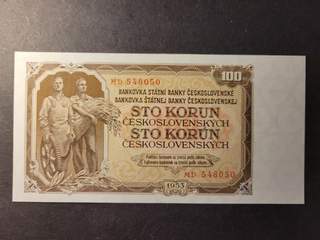 100
MD 548050
BANKOVKA STÁTNÍ BANKY ČESKOSLOVENSKÉ
BANKOVKA ŠTÁTNEJ BANKY ČESKOSLOVENSKEJ
STO KORUN
ČESKOSLOVENSKÝCH
STO KORÚN
ČESKOSLOVENSKÝCH
MD 548050
1953